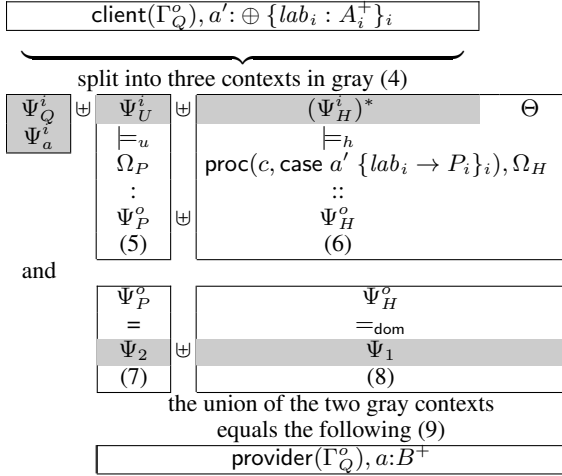 client(Γ_Q^o), a′: ⊕ {lab_i : A_i^+}_i
split into three contexts in gray (4)
Ψ_Q^i ⊎ Ψ_U^i ⊎ (Ψ_H^i)* Θ
Ψ_a^i ⊨_u ⊨_h
Ω_P proc(c, case a′ {lab_i → P_i}_i), Ω_H
: ::
Ψ_P^o ⊎ Ψ_H^o
(5) (6)
and
Ψ_P^o Ψ_H^o
= =_dom
Ψ_2 ⊎ Ψ_1
(7) (8)
the union of the two gray contexts
equals the following (9)
provider(Γ_Q^o), a:B^+